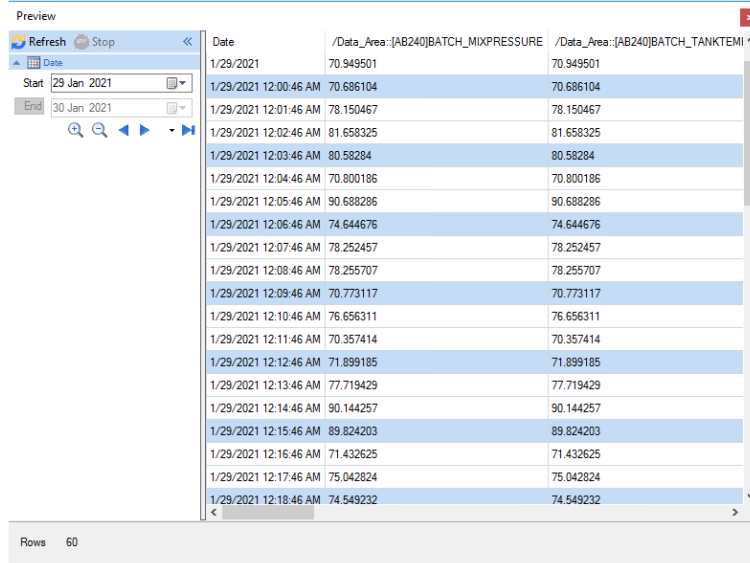 Preview
Refresh Stop «
Date
Start 29 Jan 2021
End 30 Jan 2021
Date /Data_Area::[AB240]BATCH_MIXPRESSURE /Data_Area::[AB240]BATCH_TANKTEM
1/29/2021 70.949501 70.949501
1/29/2021 12:00:46 AM 70.686104 70.686104
1/29/2021 12:01:46 AM 78.150467 78.150467
1/29/2021 12:02:46 AM 81.658325 81.658325
1/29/2021 12:03:46 AM 80.58284 80.58284
1/29/2021 12:04:46 AM 70.800186 70.800186
1/29/2021 12:05:46 AM 90.688286 90.688286
1/29/2021 12:06:46 AM 74.644676 74.644676
1/29/2021 12:07:46 AM 78.252457 78.252457
1/29/2021 12:08:46 AM 78.255707 78.255707
1/29/2021 12:09:46 AM 70.773117 70.773117
1/29/2021 12:10:46 AM 76.656311 76.656311
1/29/2021 12:11:46 AM 70.357414 70.357414
1/29/2021 12:12:46 AM 71.899185 71.899185
1/29/2021 12:13:46 AM 77.719429 77.719429
1/29/2021 12:14:46 AM 90.144257 90.144257
1/29/2021 12:15:46 AM 89.824203 89.824203
1/29/2021 12:16:46 AM 71.432625 71.432625
1/29/2021 12:17:46 AM 75.042824 75.042824
1/29/2021 12:18:46 AM 74.549232 74.549232
Rows 60